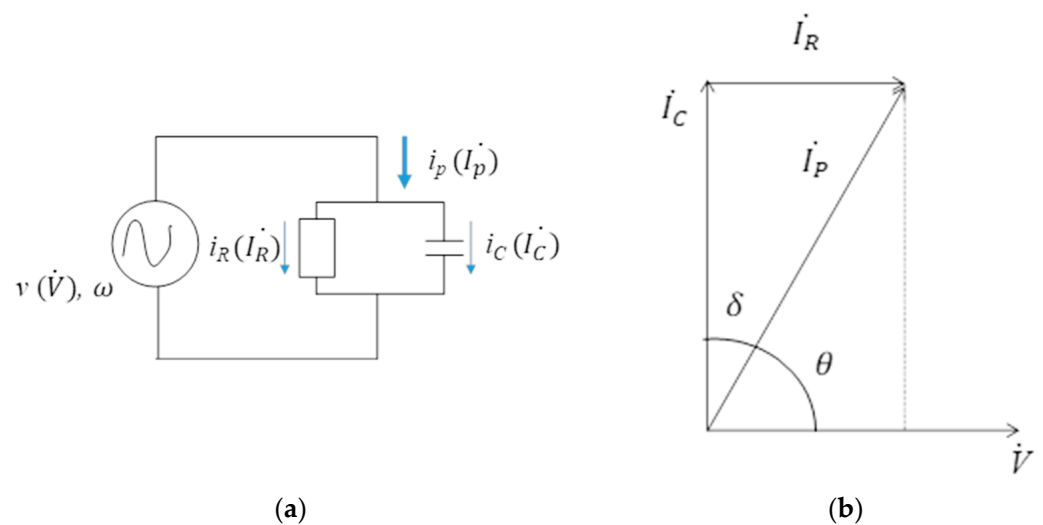 i_p (İ_p)
i_R (İ_R)
i_C (İ_C)
v (V̇), ω
(a)
İ_R
İ_C
İ_P
δ
θ
V̇
(b)